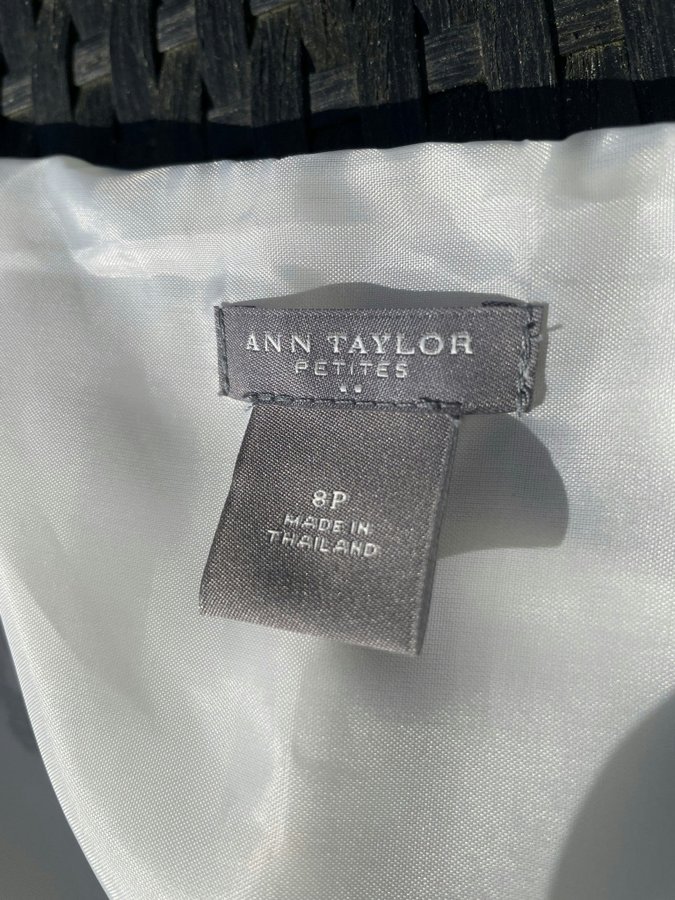 ANN TAYLOR
PETITES
8P
MADE IN
THAILAND